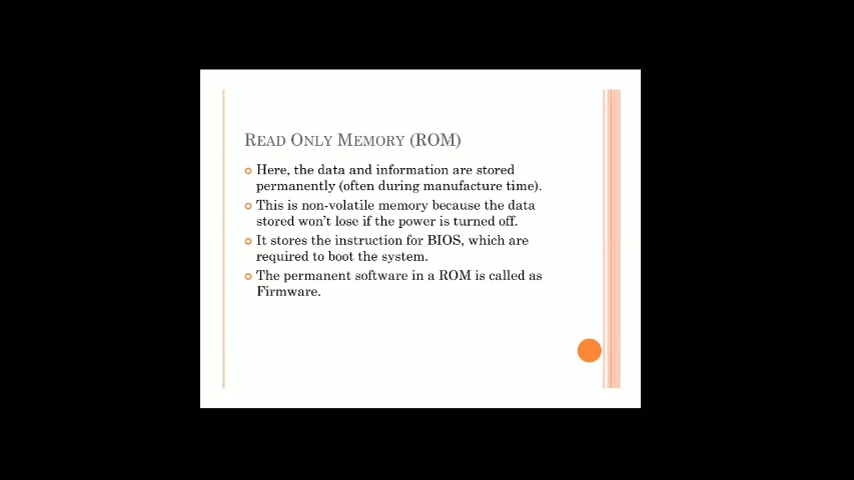 READ ONLY MEMORY (ROM)
Here, the data and information are stored
permanently (often during manufacture time).
This is non-volatile memory because the data
stored won't lose if the power is turned off.
It stores the instruction for BIOS, which are
required to boot the system.
The permanent software in a ROM is called as
Firmware.